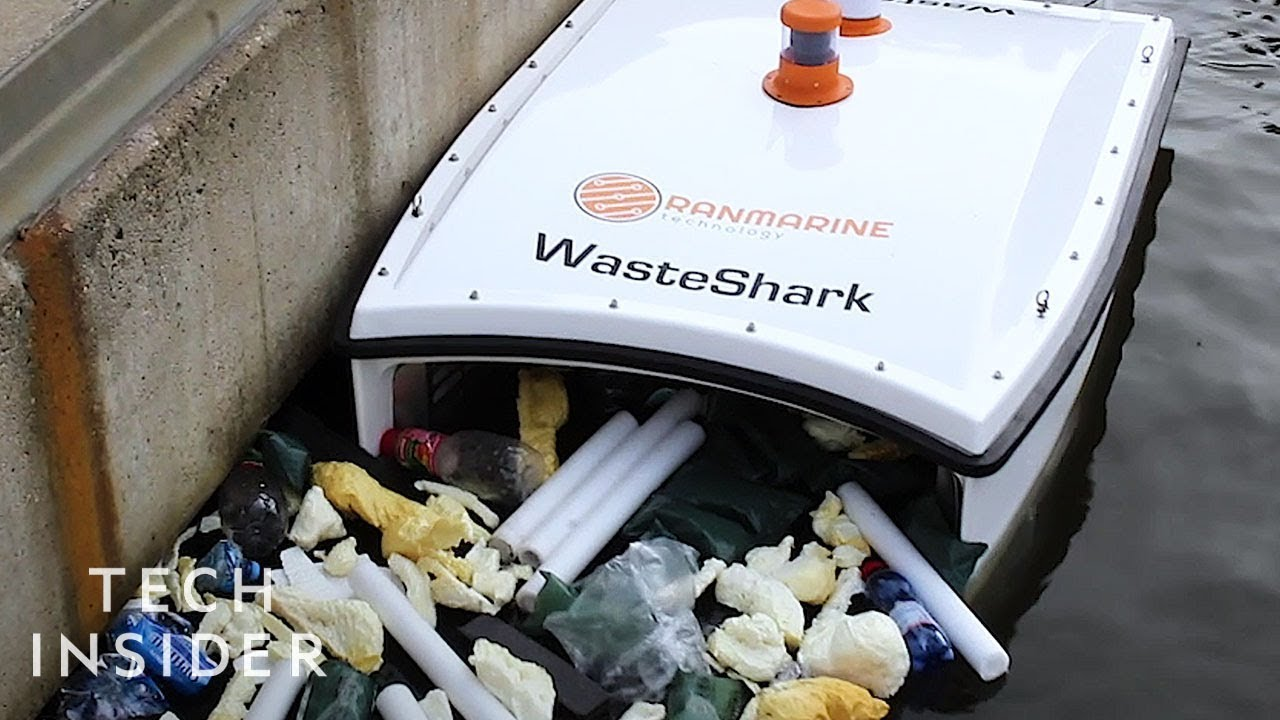 RANMARINE
technology
WasteShark
TECH
INSIDER